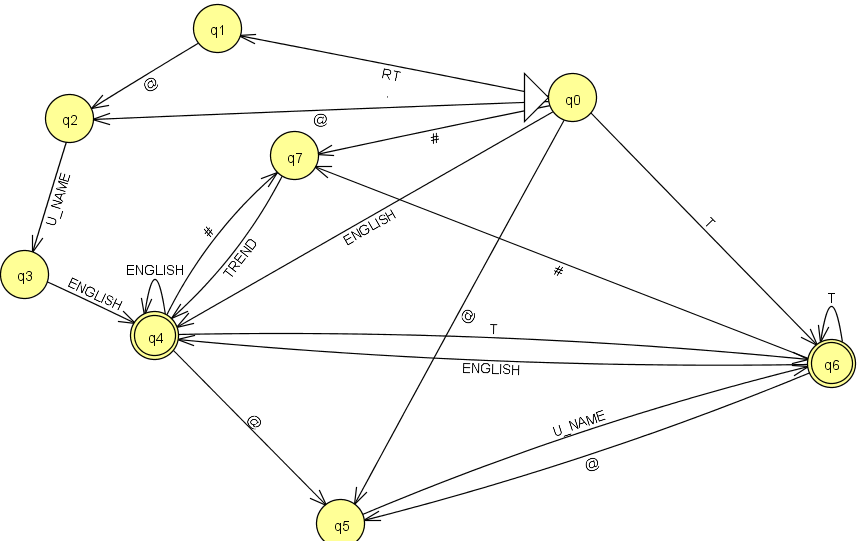 q1
RT
@
q0
q2
@
#
q7
T
U_NAME
#
ENGLISH
TREND
q3
ENGLISH
ENGLISH
#
T
@
q4
T
ENGLISH
q6
@
U_NAME
@
q5